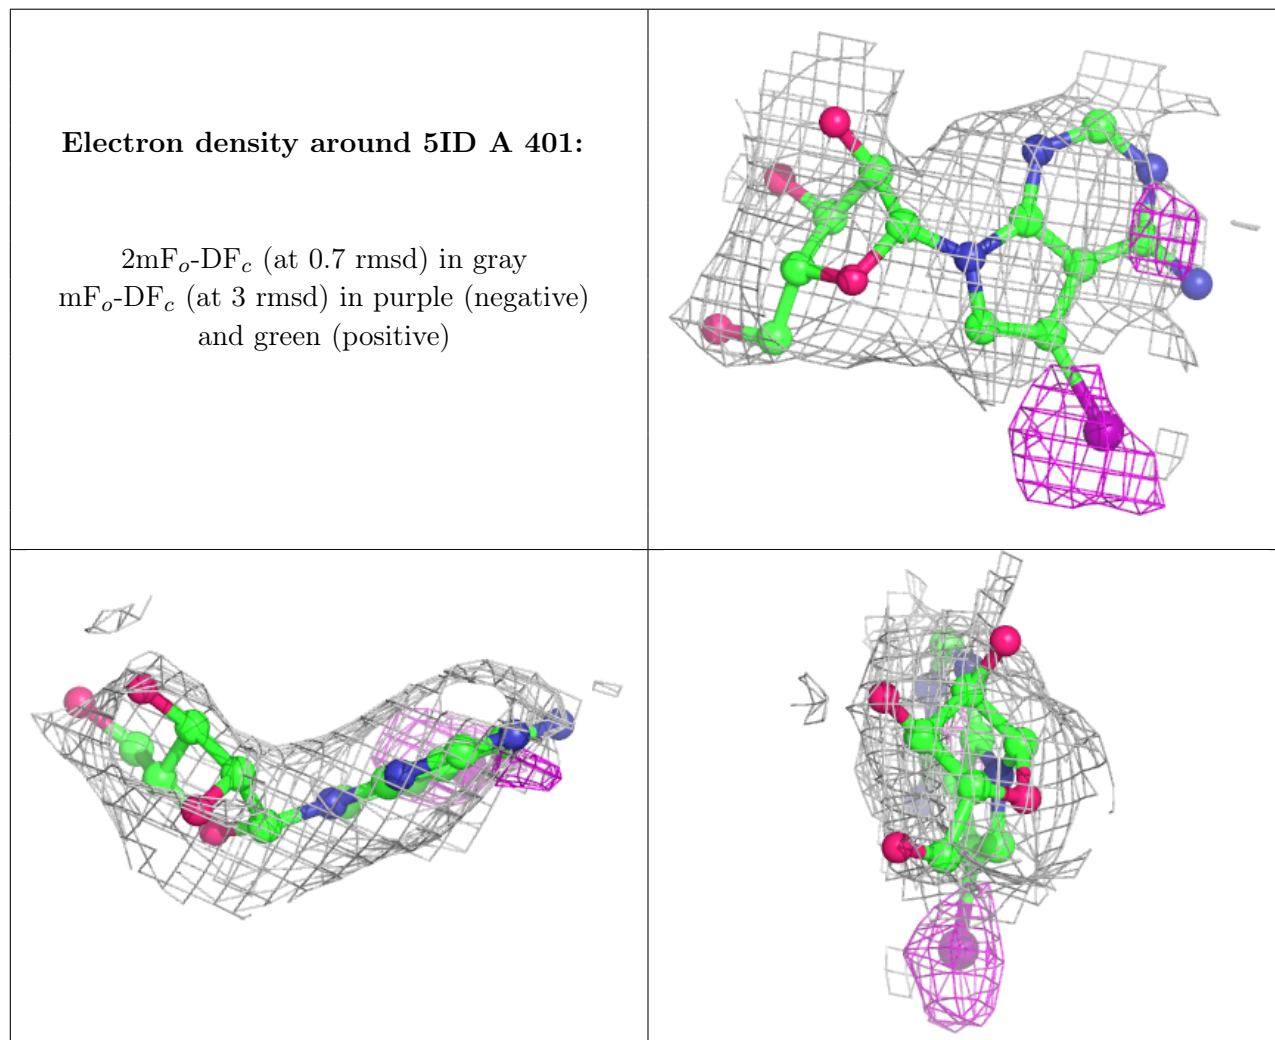 Electron density around 5ID A 401:
2mFo-DFc (at 0.7 rmsd) in gray
mFo-DFc (at 3 rmsd) in purple (negative)
and green (positive)